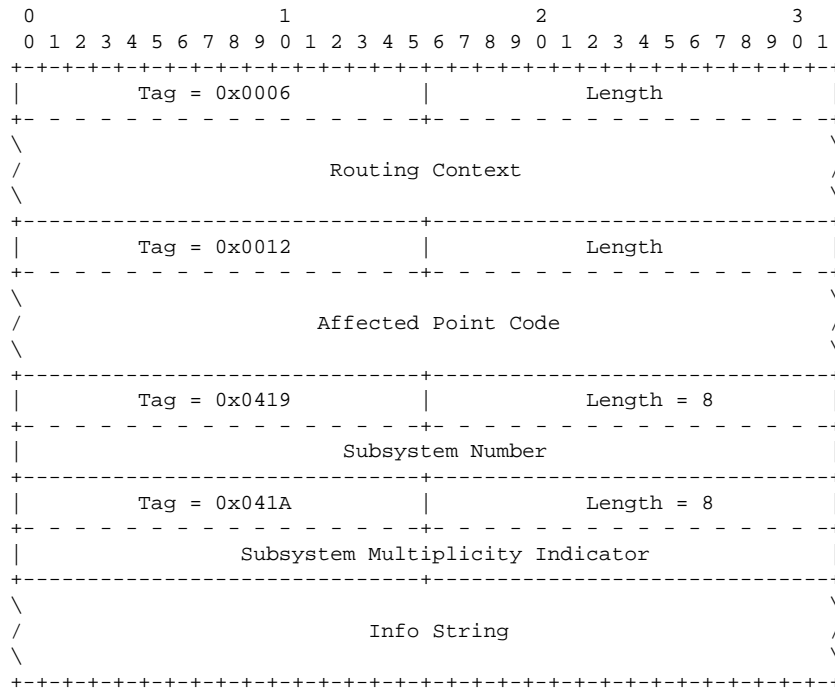 0                   1                   2                   3
0 1 2 3 4 5 6 7 8 9 0 1 2 3 4 5 6 7 8 9 0 1 2 3 4 5 6 7 8 9 0 1
+-+-+-+-+-+-+-+-+-+-+-+-+-+-+-+-+-+-+-+-+-+-+-+-+-+-+-+-+-+-+-+-
|         Tag = 0x0006          |            Length             |
+- - - - - - - - - - - - - - - -+- - - - - - - - - - - - - - - -+
\                                                               \
/                        Routing Context                        /
\                                                               \
+-------------------------------+-------------------------------+
|         Tag = 0x0012          |            Length             |
+- - - - - - - - - - - - - - - -+- - - - - - - - - - - - - - - -+
\                                                               \
/                       Affected Point Code                     /
\                                                               \
+-------------------------------+-------------------------------+
|         Tag = 0x0419          |            Length = 8         |
+- - - - - - - - - - - - - - - -+- - - - - - - - - - - - - - - -+
|                         Subsystem Number                      |
+-------------------------------+-------------------------------+
|         Tag = 0x041A          |            Length = 8         |
+- - - - - - - - - - - - - - - -+- - - - - - - - - - - - - - - -+
|                 Subsystem Multiplicity Indicator              |
+-------------------------------+-------------------------------+
\                                                               \
/                           Info String                         /
\                                                               \
+-+-+-+-+-+-+-+-+-+-+-+-+-+-+-+-+-+-+-+-+-+-+-+-+-+-+-+-+-+-+-+-